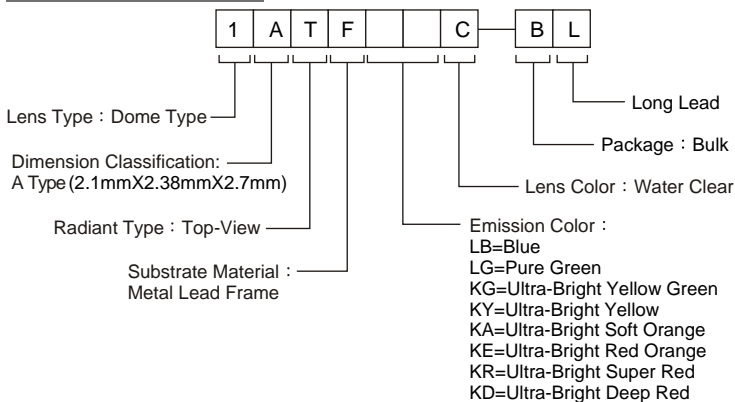 1 A T F C B L
Long Lead
Lens Type：Dome Type
Package：Bulk
Dimension Classification:
A Type(2.1mmX2.38mmX2.7mm)
Lens Color：Water Clear
Radiant Type：Top-View
Emission Color：
LB=Blue
LG=Pure Green
KG=Ultra-Bright Yellow Green
KY=Ultra-Bright Yellow
KA=Ultra-Bright Soft Orange
KE=Ultra-Bright Red Orange
KR=Ultra-Bright Super Red
KD=Ultra-Bright Deep Red
Substrate Material：
Metal Lead Frame